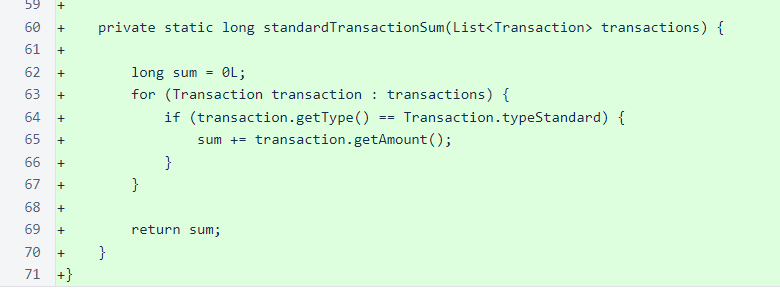 59 +
60 +    private static long standardTransactionSum(List<Transaction> transactions) {
61 +
62 +        long sum = 0L;
63 +        for (Transaction transaction : transactions) {
64 +            if (transaction.getType() == Transaction.typeStandard) {
65 +                sum += transaction.getAmount();
66 +            }
67 +        }
68 +
69 +        return sum;
70 +    }
71 +}